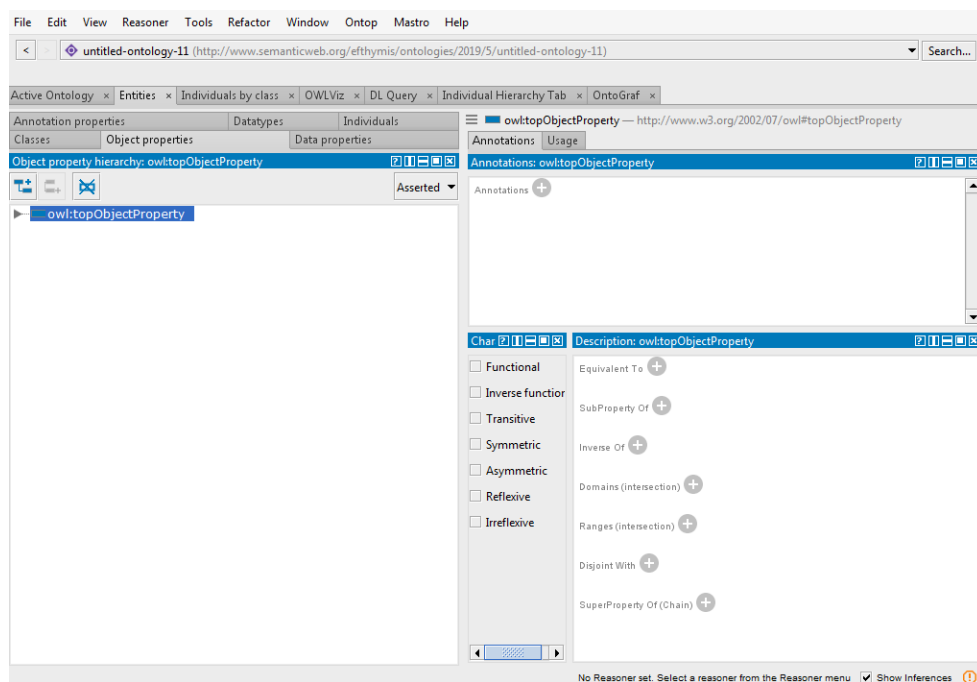 File Edit View Reasoner Tools Refactor Window Ontop Mastro Help
< > untitled-ontology-11 (http://www.semanticweb.org/efthymis/ontologies/2019/5/untitled-ontology-11) Search...
Active Ontology × Entities × Individuals by class × OWLViz × DL Query × Individual Hierarchy Tab × OntoGraf ×
Annotation properties Datatypes Individuals
Classes Object properties Data properties
Object property hierarchy: owl:topObjectProperty
Asserted
owl:topObjectProperty
owl:topObjectProperty — http://www.w3.org/2002/07/owl#topObjectProperty
Annotations Usage
Annotations: owl:topObjectProperty
Annotations
Char
Functional
Inverse function
Transitive
Symmetric
Asymmetric
Reflexive
Irreflexive
Description: owl:topObjectProperty
Equivalent To
SubProperty Of
Inverse Of
Domains (intersection)
Ranges (intersection)
Disjoint With
SuperProperty Of (Chain)
No Reasoner set. Select a reasoner from the Reasoner menu Show Inferences